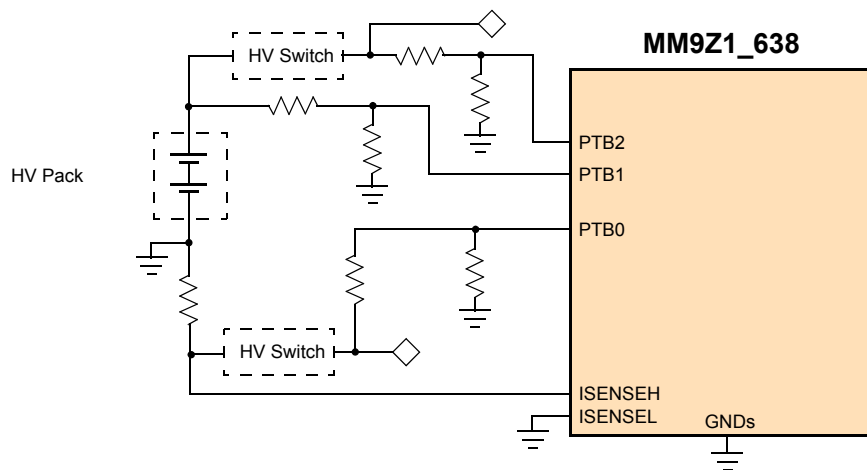 MM9Z1_638
HV Switch
PTB2
HV Pack
PTB1
PTB0
HV Switch
ISENSEH
ISENSEL
GNDs